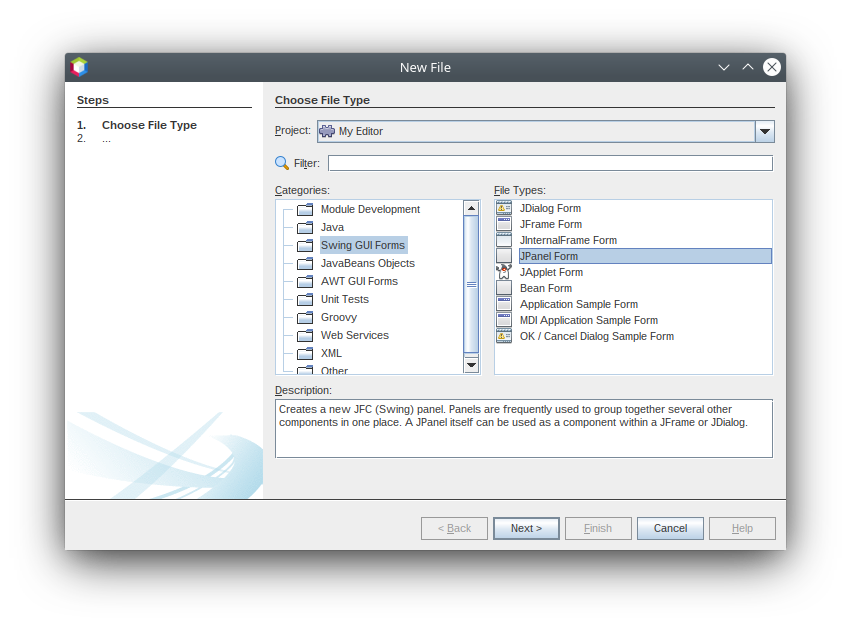 New File
Steps
1. Choose File Type
2. ...
Choose File Type
Project: My Editor
Filter:
Categories:
Module Development
Java
Swing GUI Forms
JavaBeans Objects
AWT GUI Forms
Unit Tests
Groovy
Web Services
XML
Other
File Types:
JDialog Form
JFrame Form
JInternalFrame Form
JPanel Form
JApplet Form
Bean Form
Application Sample Form
MDI Application Sample Form
OK / Cancel Dialog Sample Form
Description:
Creates a new JFC (Swing) panel. Panels are frequently used to group together several other
components in one place. A JPanel itself can be used as a component within a JFrame or JDialog.
< Back Next > Finish Cancel Help